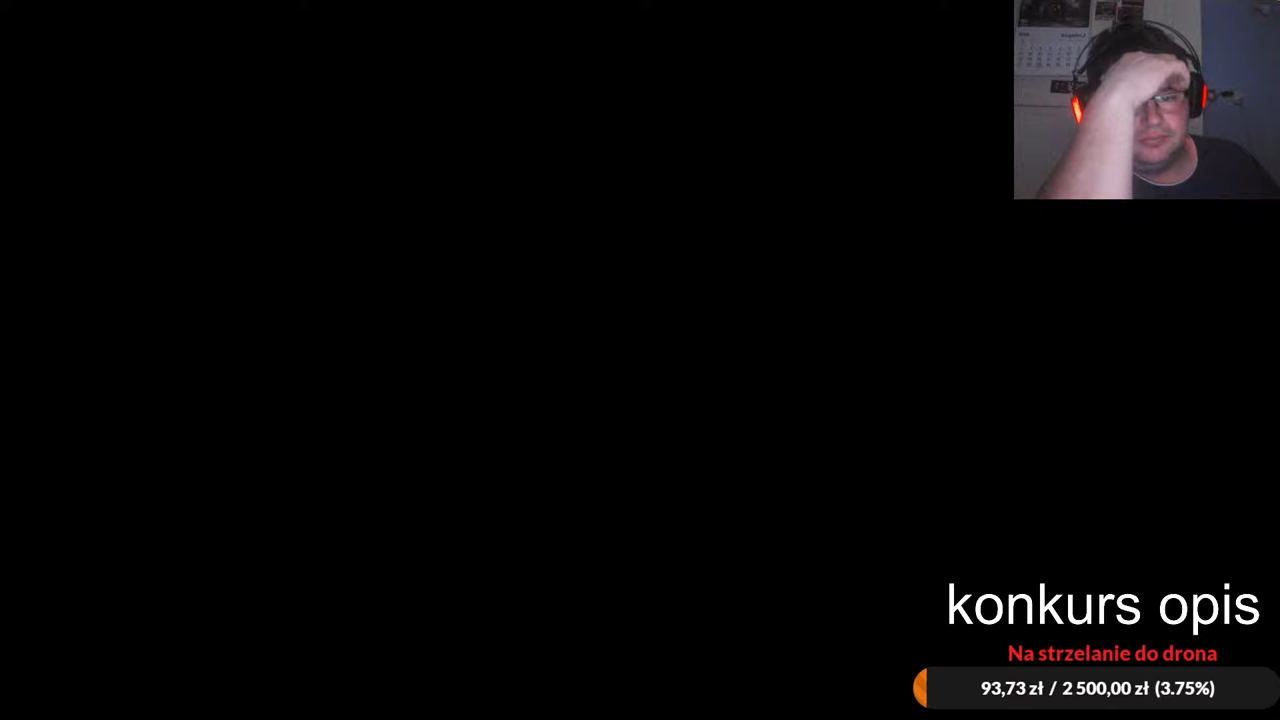 konkurs opis
Na strzelanie do drona
93,73 zł / 2 500,00 zł (3.75%)